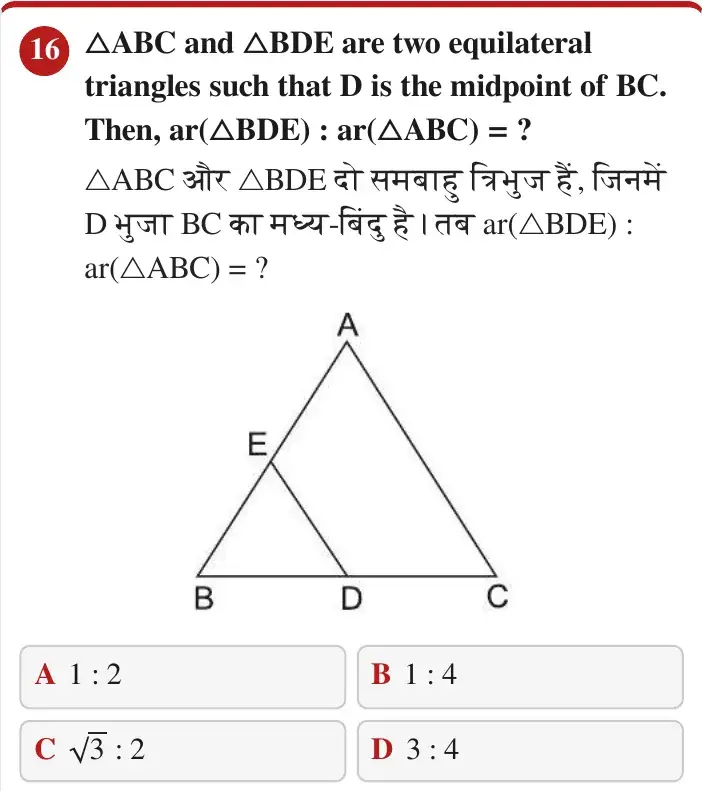 16 △ABC and △BDE are two equilateral
triangles such that D is the midpoint of BC.
Then, ar(△BDE) : ar(△ABC) = ?
△ABC और △BDE दो समबाहु त्रिभुज हैं, जिनमें
D भुजा BC का मध्य-बिंदु है। तब ar(△BDE) :
ar(△ABC) = ?
A
E
B D C
A 1 : 2 B 1 : 4
C √3 : 2 D 3 : 4